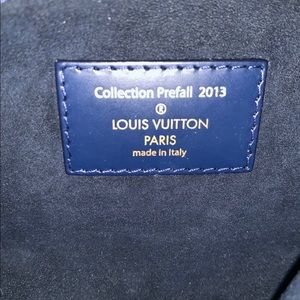 Collection Prefall 2013
®
LOUIS VUITTON
PARIS
made in Italy